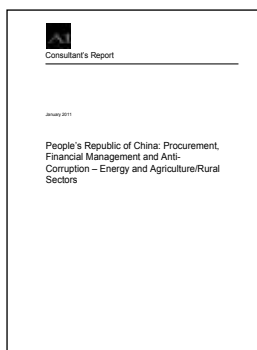 Consultant's Report
January 2011
People's Republic of China: Procurement,
Financial Management and Anti-
Corruption – Energy and Agriculture/Rural
Sectors